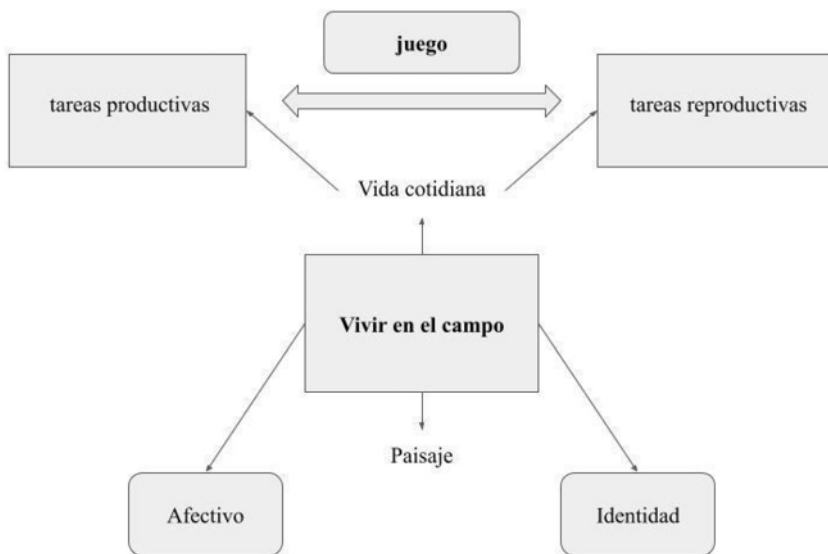 juego
tareas productivas
tareas reproductivas
Vida cotidiana
Vivir en el campo
Paisaje
Afectivo
Identidad